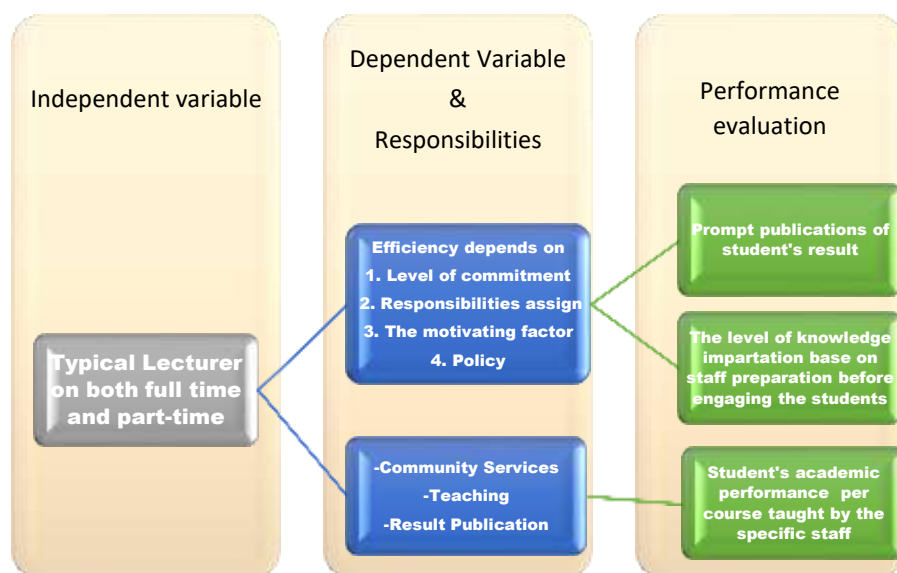 Independent variable
Typical Lecturer
on both full time
and part-time
Dependent Variable
&
Responsibilities
Efficiency depends on
1. Level of commitment
2. Responsibilities assign
3. The motivating factor
4. Policy
-Community Services
-Teaching
-Result Publication
Performance
evaluation
Prompt publications of
student's result
The level of knowledge
impartation base on
staff preparation before
engaging the students
Student's academic
performance per
course taught by the
specific staff